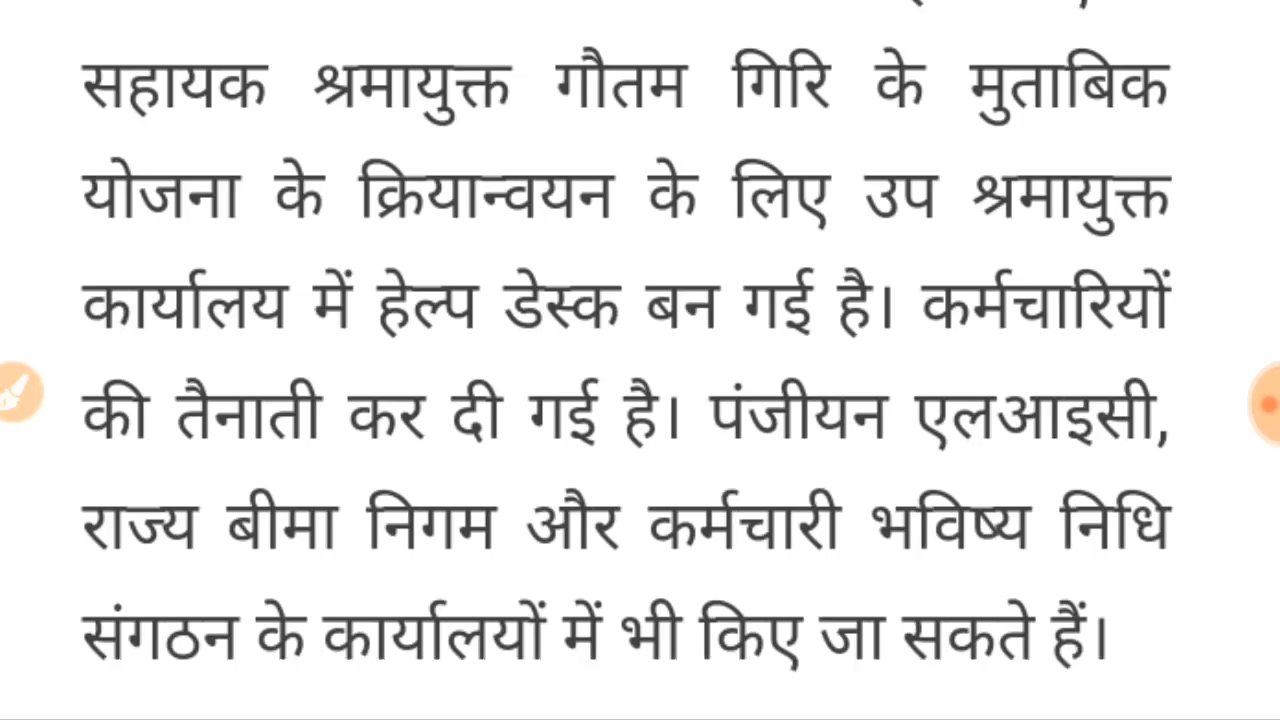 सहायक श्रमायुक्त गौतम गिरि के मुताबिक
योजना के क्रियान्वयन के लिए उप श्रमायुक्त
कार्यालय में हेल्प डेस्क बन गई है। कर्मचारियों
की तैनाती कर दी गई है। पंजीयन एलआइसी,
राज्य बीमा निगम और कर्मचारी भविष्य निधि
संगठन के कार्यालयों में भी किए जा सकते हैं।